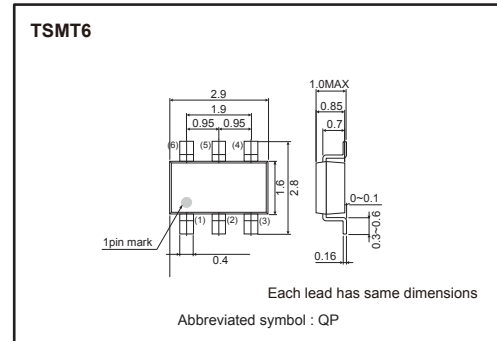 TSMT6
1.0MAX
2.9
1.9
0.95 0.95
0.85
0.7
(6) (5) (4)
1.6
2.8
0~0.1
0.3~0.6
(1) (2) (3)
1pin mark
0.4
0.16
Each lead has same dimensions
Abbreviated symbol : QP